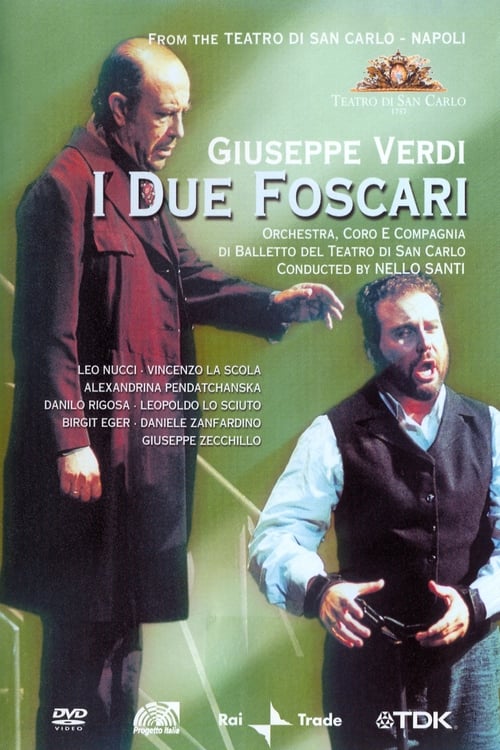 FROM THE TEATRO DI SAN CARLO - NAPOLI
TEATRO DI SAN CARLO
1737
GIUSEPPE VERDI
I DUE FOSCARI
ORCHESTRA, CORO E COMPAGNIA
DI BALLETTO DEL TEATRO DI SAN CARLO
CONDUCTED BY NELLO SANTI
LEO NUCCI · VINCENZO LA SCOLA
ALEXANDRINA PENDATCHANSKA
DANILO RIGOSA · LEOPOLDO LO SCIUTO
BIRGIT EGER · DANIELE ZANFARDINO
GIUSEPPE ZECCHILLO
DVD
VIDEO
Progetto Italia
Rai Trade
TDK